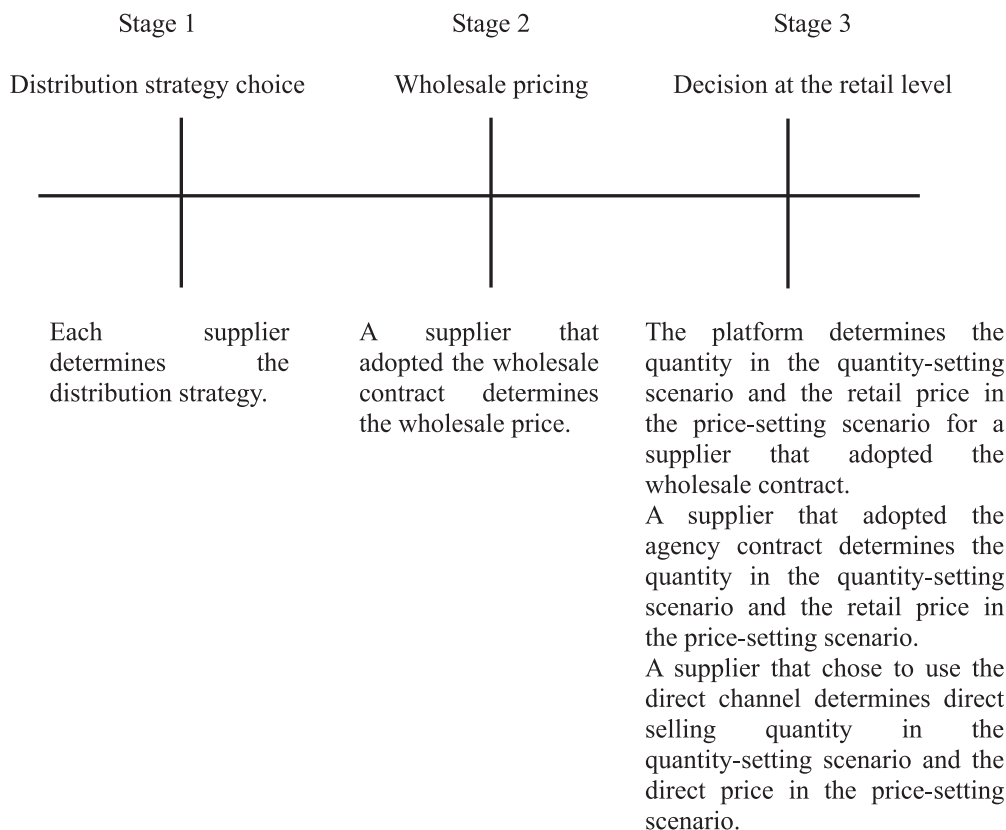 Stage 1
Stage 2
Stage 3
Distribution strategy choice
Wholesale pricing
Decision at the retail level
Each supplier
determines the
distribution strategy.
A supplier that
adopted the wholesale
contract determines
the wholesale price.
The platform determines the
quantity in the quantity-setting
scenario and the retail price in
the price-setting scenario for a
supplier that adopted the
wholesale contract.
A supplier that adopted the
agency contract determines the
quantity in the quantity-setting
scenario and the retail price in
the price-setting scenario.
A supplier that chose to use the
direct channel determines direct
selling quantity in the
quantity-setting scenario and the
direct price in the price-setting
scenario.